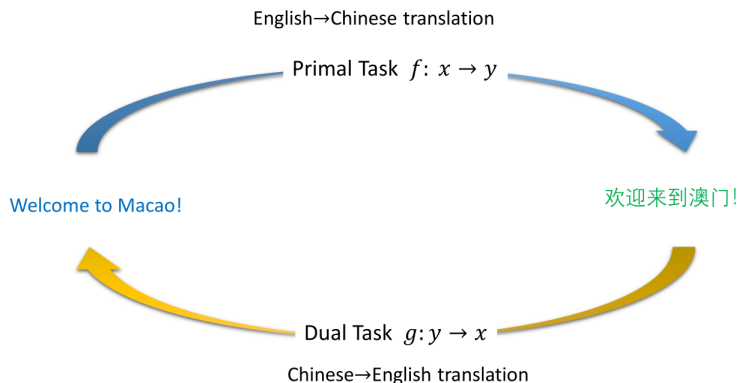 English→Chinese translation
Primal Task f: x → y
Welcome to Macao!
欢迎来到澳门!
Dual Task g: y → x
Chinese→English translation